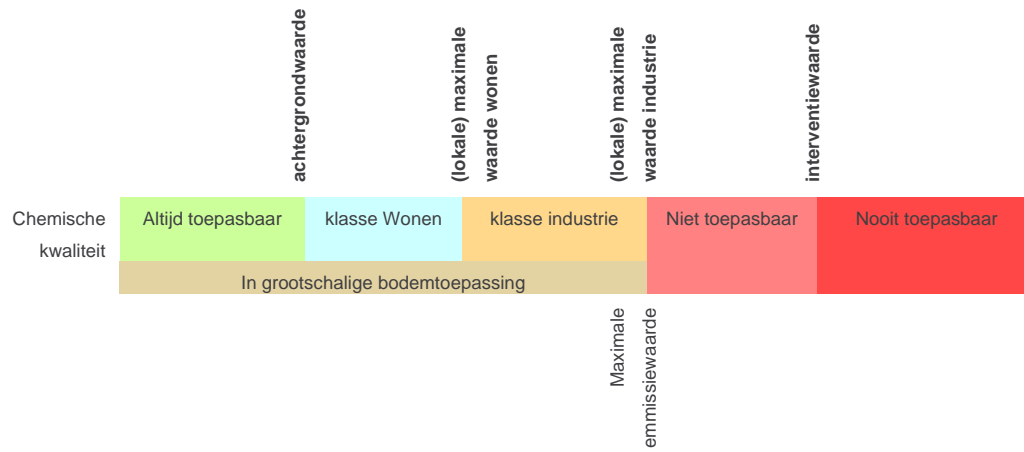 achtergrondwaarde
(lokale) maximale
waarde wonen
(lokale) maximale
waarde industrie
interventiewaarde
Chemische
kwaliteit
Altijd toepasbaar
klasse Wonen
klasse industrie
Niet toepasbaar
Nooit toepasbaar
In grootschalige bodemtoepassing
Maximale
emmissiewaarde